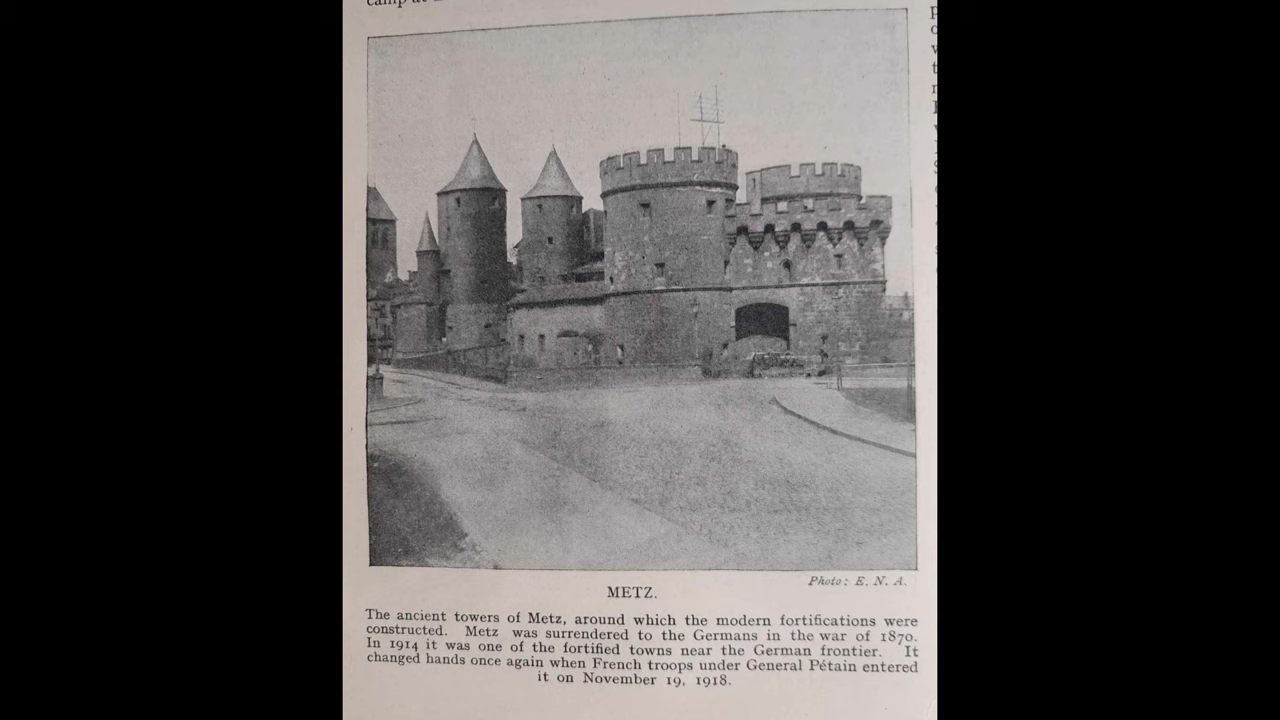 camp at
Photo: E. N. A.
METZ.
The ancient towers of Metz, around which the modern fortifications were
constructed. Metz was surrendered to the Germans in the war of 1870.
In 1914 it was one of the fortified towns near the German frontier. It
changed hands once again when French troops under General Pétain entered
it on November 19, 1918.